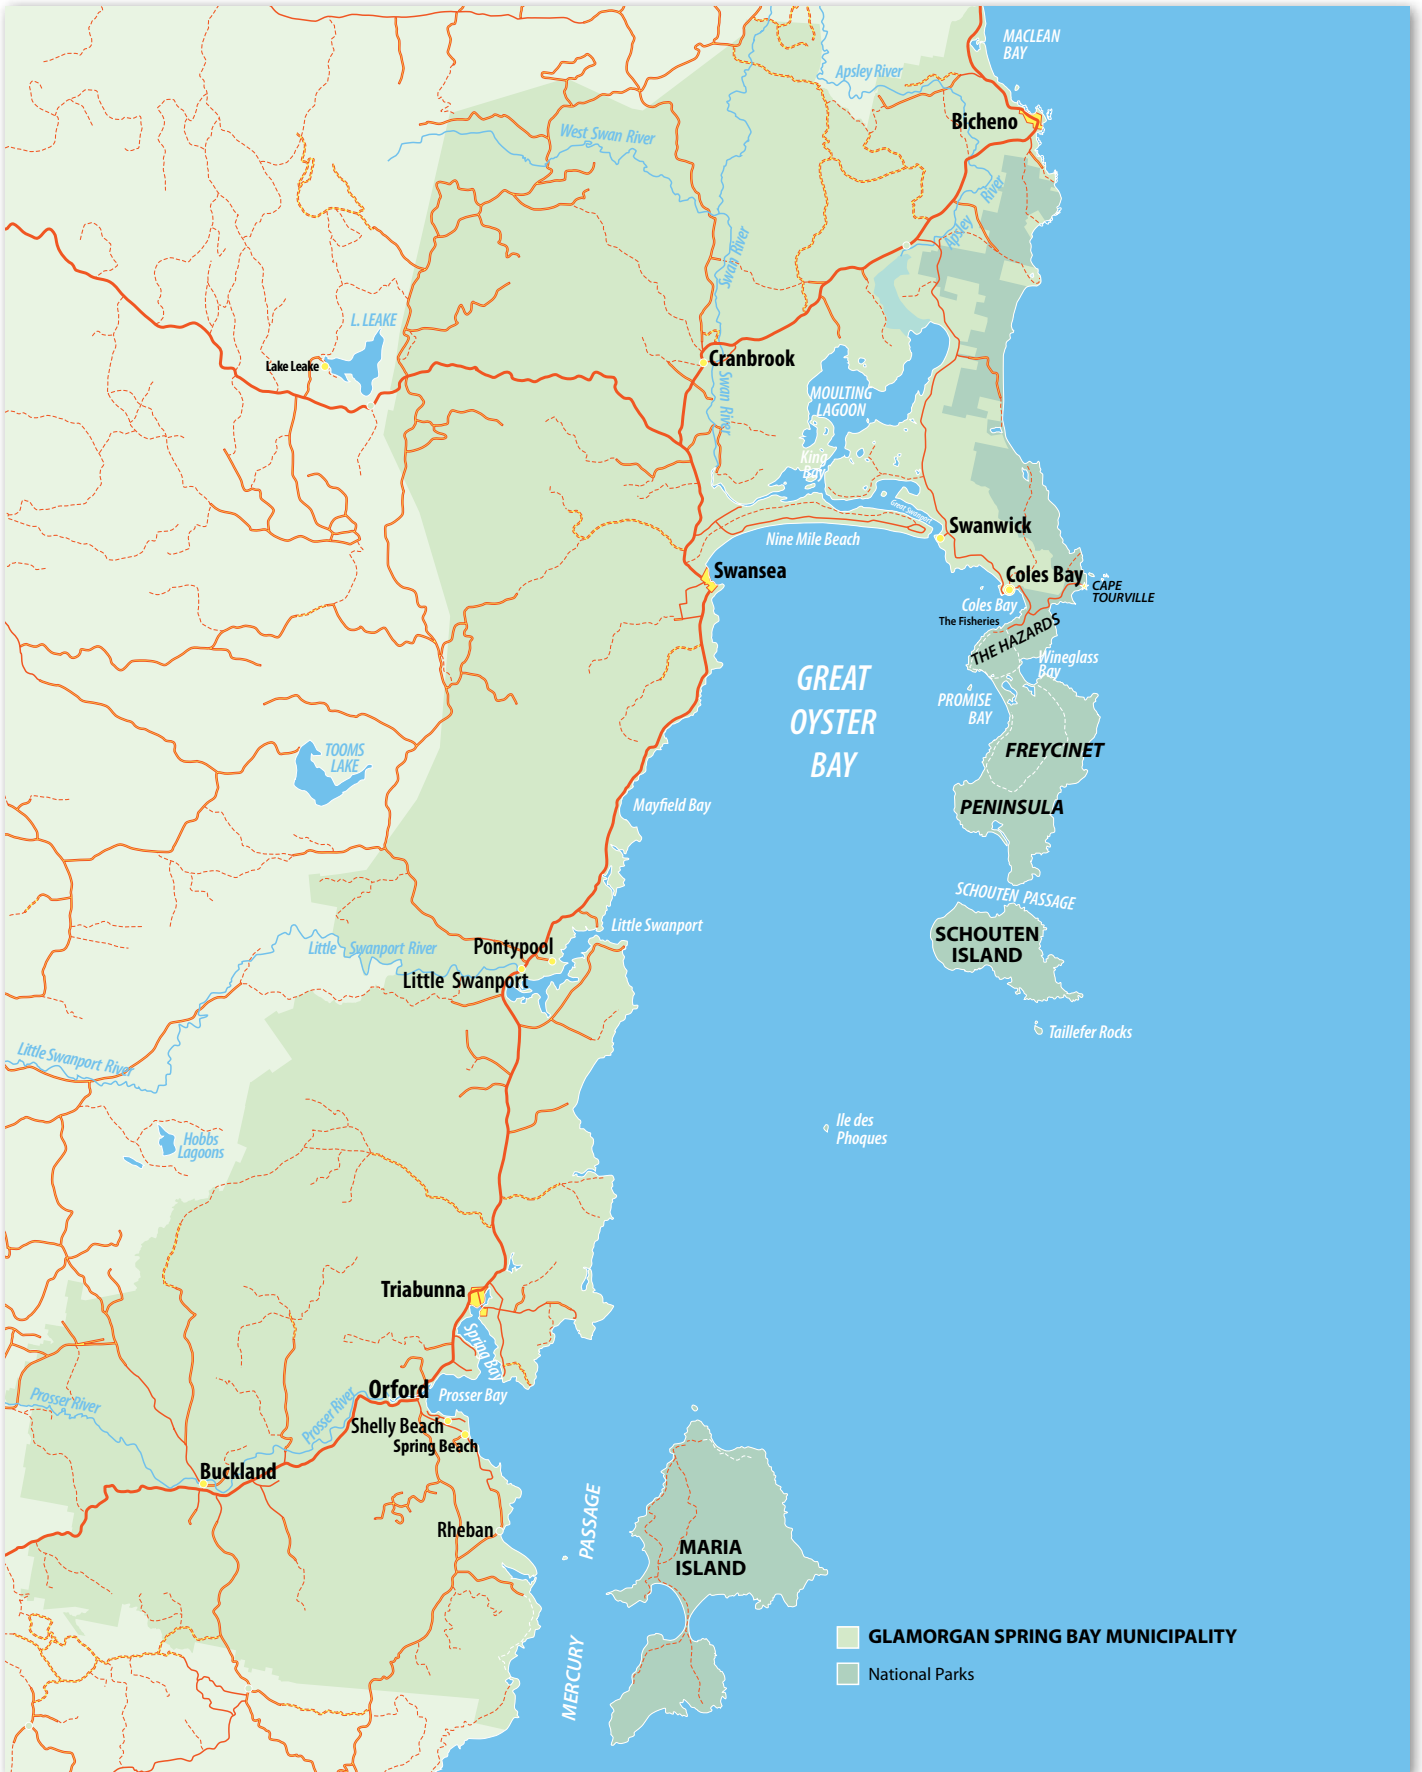 MACLEAN
BAY
Apsley River
Bicheno
West Swan River
Apsley
River
Swan River
L. LEAKE
Lake Leake
Cranbrook
Swan River
MOULTING
LAGOON
King
Bay
Great Swanport
Swanwick
Nine Mile Beach
Swansea
Coles Bay
CAPE
TOURVILLE
Coles Bay
The Fisheries
THE HAZARDS
Wineglass
Bay
GREAT
OYSTER
BAY
PROMISE
BAY
FREYCINET
PENINSULA
TOOMS
LAKE
Mayfield Bay
SCHOUTEN PASSAGE
Little Swanport
SCHOUTEN
ISLAND
Pontypool
Little Swanport River
Little Swanport
Taillefer Rocks
Little Swanport River
Ile des
Phoques
Hobbs
Lagoons
Triabunna
Spring Bay
Orford
Prosser Bay
Prosser River
Prosser River
Shelly Beach
Spring Beach
Buckland
Rheban
MERCURY PASSAGE
MARIA
ISLAND
GLAMORGAN SPRING BAY MUNICIPALITY
National Parks